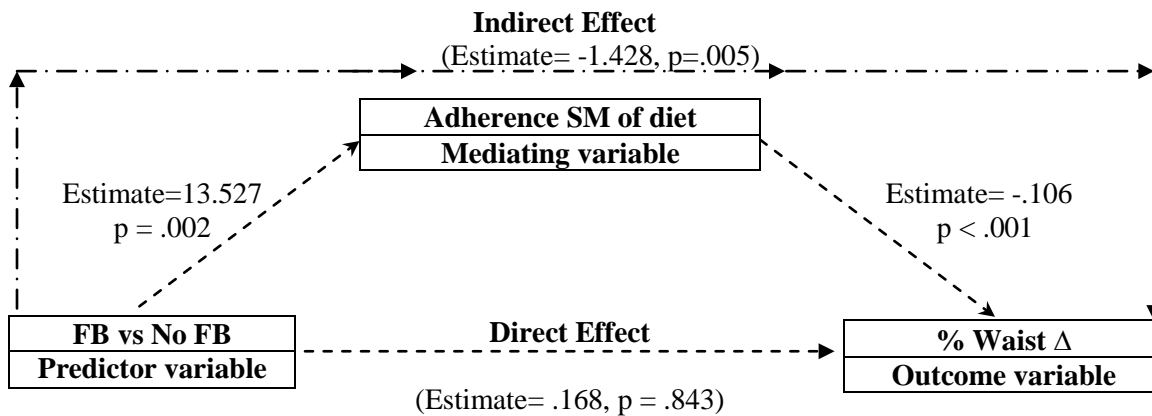 Indirect Effect
(Estimate= -1.428, p=.005)
Adherence SM of diet
Mediating variable
Estimate=13.527
p = .002
Estimate= -.106
p < .001
FB vs No FB
Predictor variable
Direct Effect
% Waist ∆
Outcome variable
(Estimate= .168, p = .843)